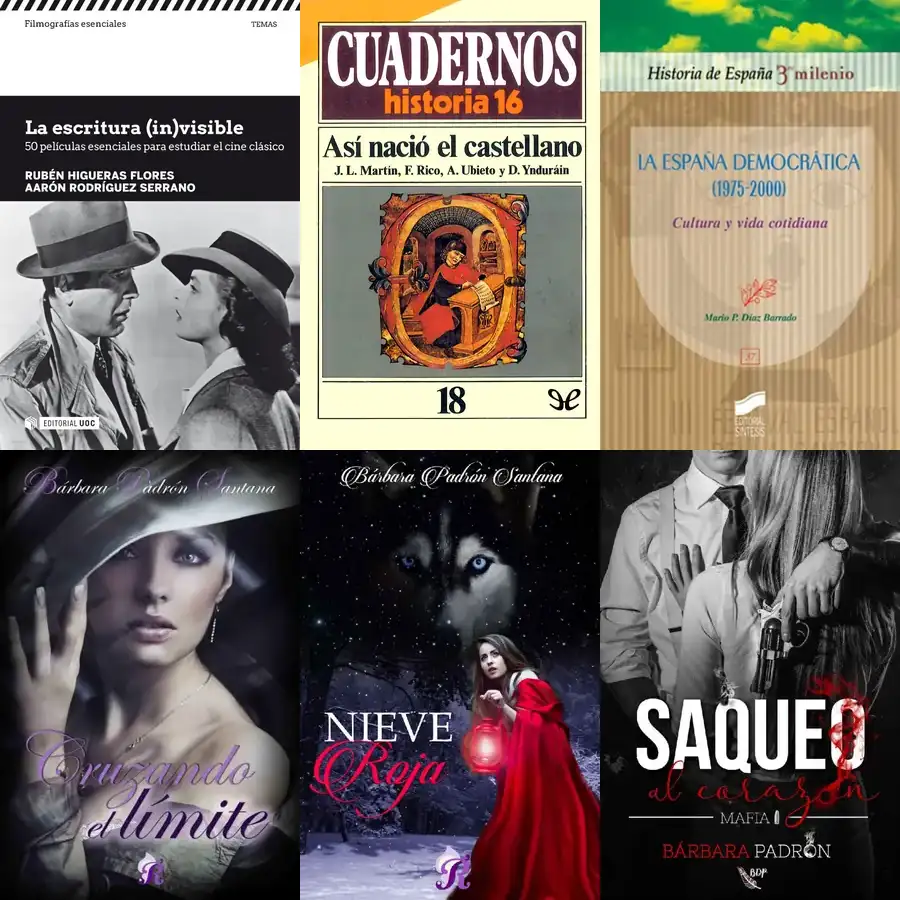 Filmografías esenciales
TEMAS
La escritura (in)visible
50 películas esenciales para estudiar el cine clásico
RUBÉN HIGUERAS FLORES
AARÓN RODRÍGUEZ SERRANO
EDITORIAL UOC
CUADERNOS
historia 16
Así nació el castellano
J. L. Martín, F. Rico, A. Ubieto y D. Ynduráin
18
Historia de España 3er milenio
LA ESPAÑA DEMOCRÁTICA
(1975-2000)
Cultura y vida cotidiana
Mario P. Díaz Barrado
37
EDITORIAL
SINTESIS
Bárbara Padrón Santana
Cruzando
el límite
Bárbara Padrón Santana
NIEVE
Roja
SAQUEO
al corazón
MAFIA I
BÁRBARA PADRÓN
BDP